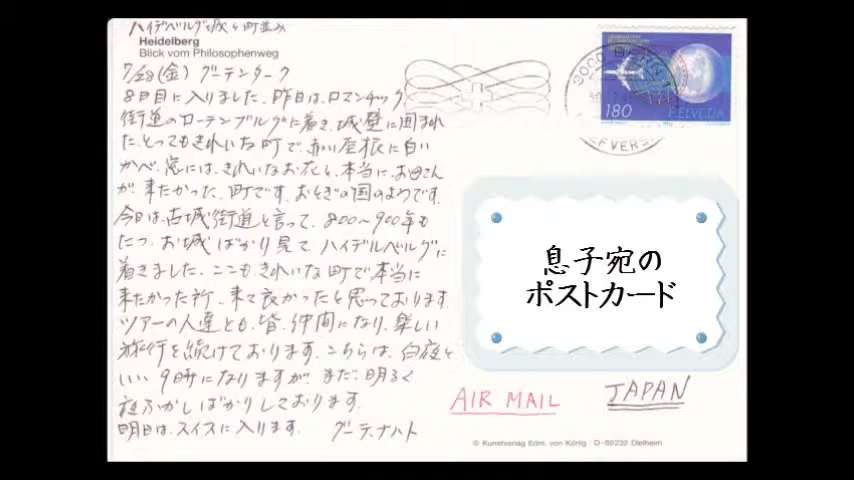 ハイデベルグ城と町並み
Heidelberg
Blick vom Philosophenweg
7/28(金) グーテンターク
8日目に入りました、昨日は、ロマンチック
街道のローテンブルグに着き、城壁に囲まれ
た、とってもきれいな町で、赤い屋根に白い
かべ、窓には、きれいなお花と、本当に、お母さん
が、来たかった、町です。おとぎの国のようです。
今日は、古城街道と言って、800〜900年も
たつ、お城ばかり見て、ハイデルベルグに
着きました、ここも、きれいな町で本当に
来たかった所、来て良かったと思っております。
ツアーの人達とも、皆、仲間になり、楽しい
旅行を続けております。こちらは、白夜と
いい、9時になりますが、まだ、明るく
夜ふかしばかりしております。
明日は、スイスに入ります。 グーテ、ナハト
180
HELVETIA
息子宛の
ポストカード
AIR MAIL
JAPAN
© Kunstverlag Edm. von König · D-69232 Dielheim